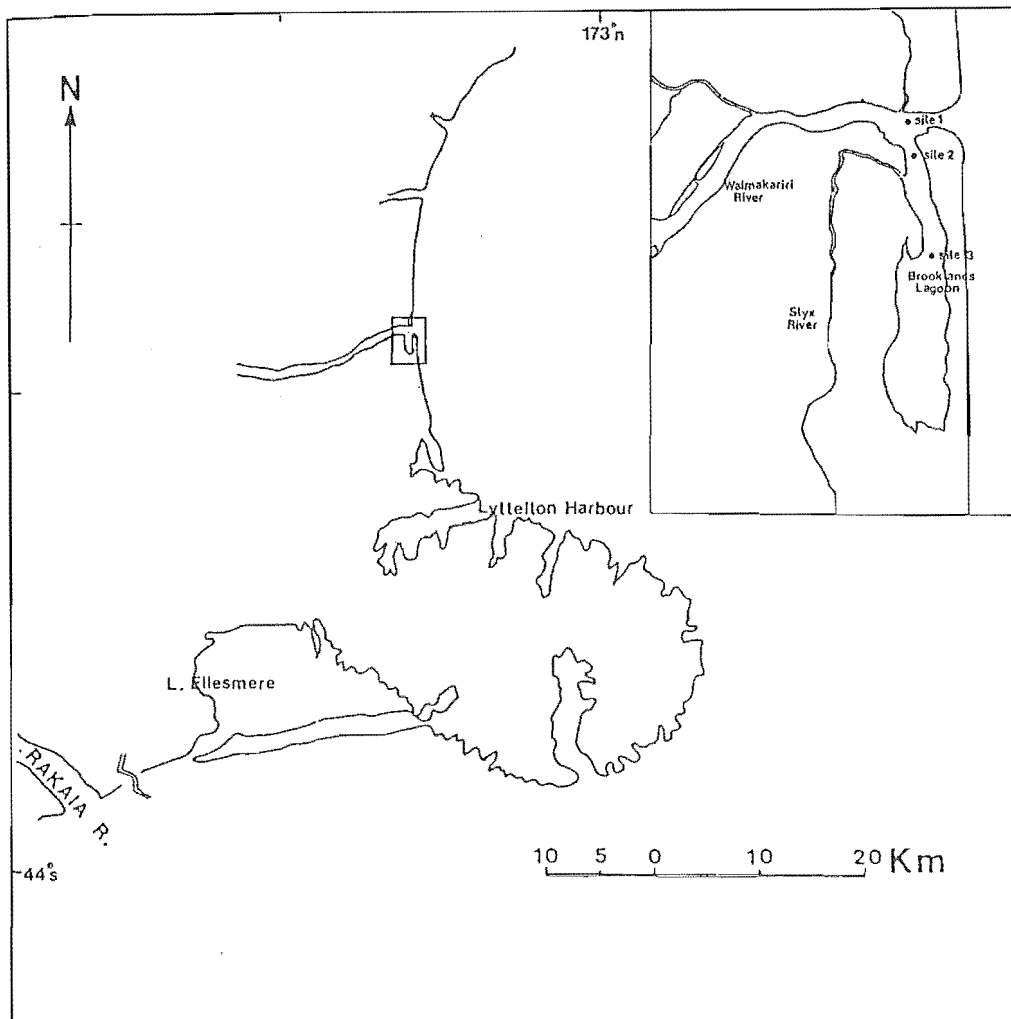 173°n
N
site 1
site 2
Waimakariri
River
site 3
Brooklands
Lagoon
Styx
River
Lyttelton Harbour
L. Ellesmere
RAKAIA R.
44°s
10 5 0 10 20 Km